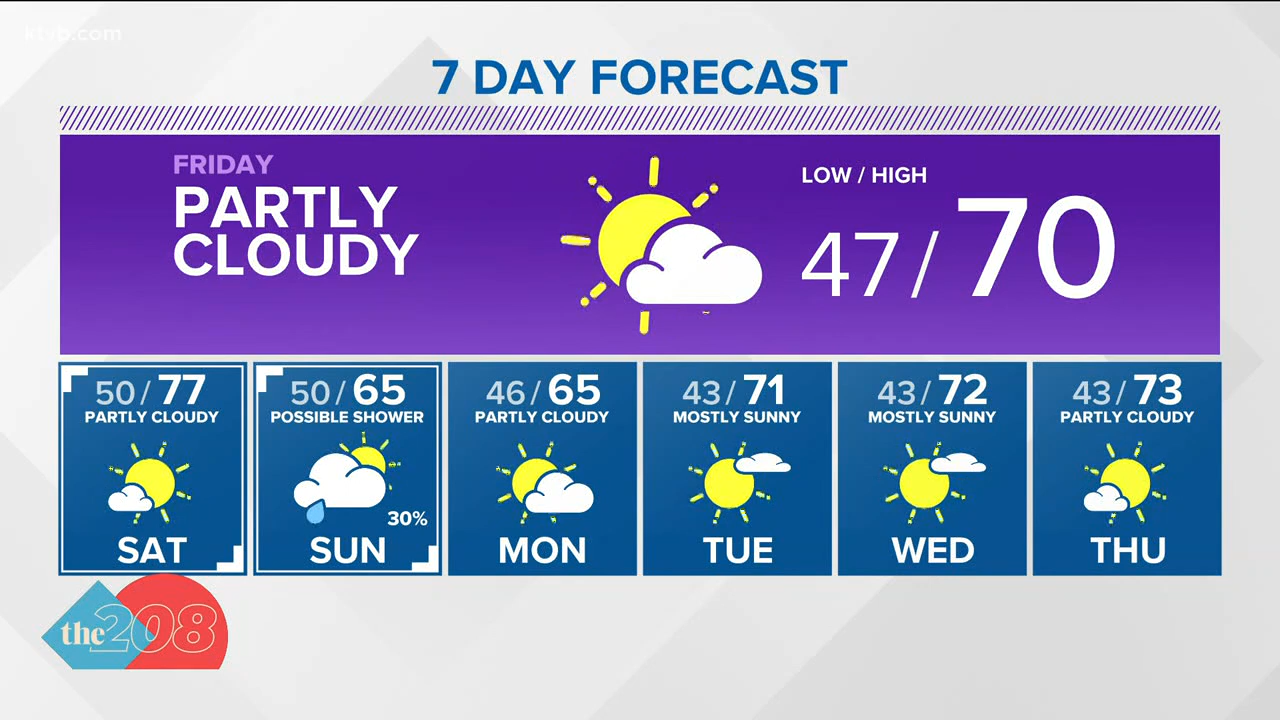 ktvb.com
7 DAY FORECAST
FRIDAY
PARTLY
CLOUDY
LOW / HIGH
47/70
50/77
PARTLY CLOUDY
SAT
50/65
POSSIBLE SHOWER
30%
SUN
46/65
PARTLY CLOUDY
MON
43/71
MOSTLY SUNNY
TUE
43/72
MOSTLY SUNNY
WED
43/73
PARTLY CLOUDY
THU
the 208